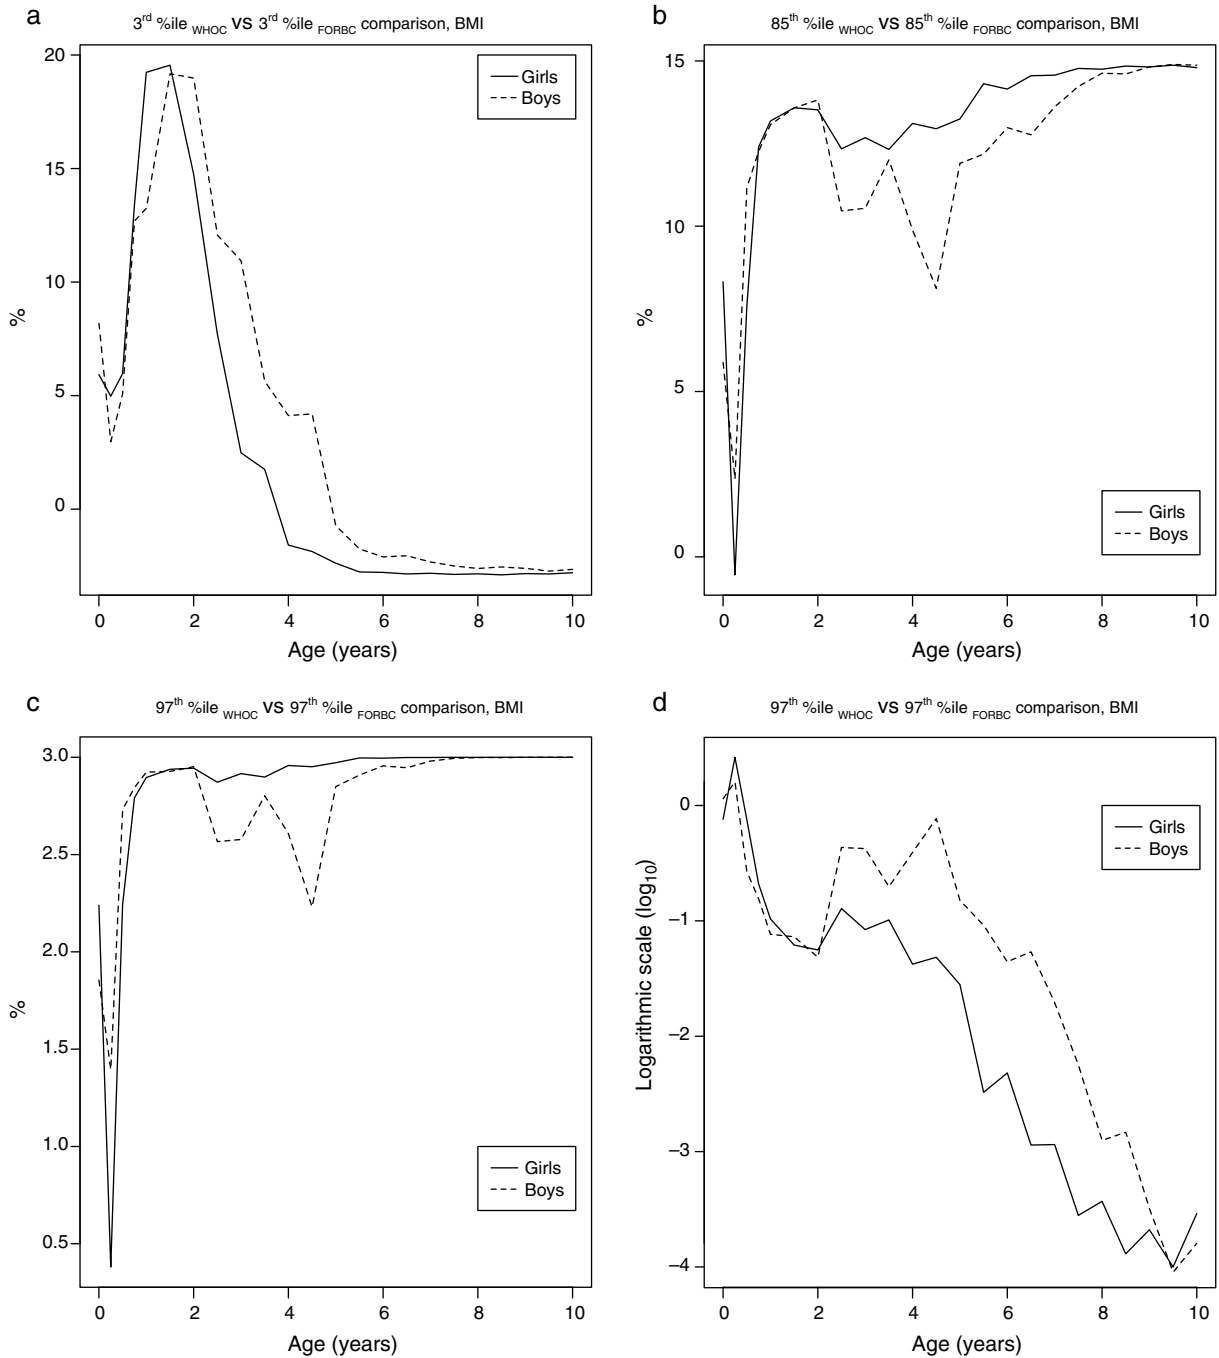 a
3rd %ile WHOC VS 3rd %ile FORBC comparison, BMI
20
15
10
5
0
%
Girls
Boys
0 2 4 6 8 10
Age (years)
b
85th %ile WHOC VS 85th %ile FORBC comparison, BMI
15
10
5
0
%
Girls
Boys
0 2 4 6 8 10
Age (years)
c
97th %ile WHOC VS 97th %ile FORBC comparison, BMI
3.0
2.5
2.0
1.5
1.0
0.5
%
Girls
Boys
0 2 4 6 8 10
Age (years)
d
97th %ile WHOC VS 97th %ile FORBC comparison, BMI
0
−1
−2
−3
−4
Logarithmic scale (log10)
Girls
Boys
0 2 4 6 8 10
Age (years)